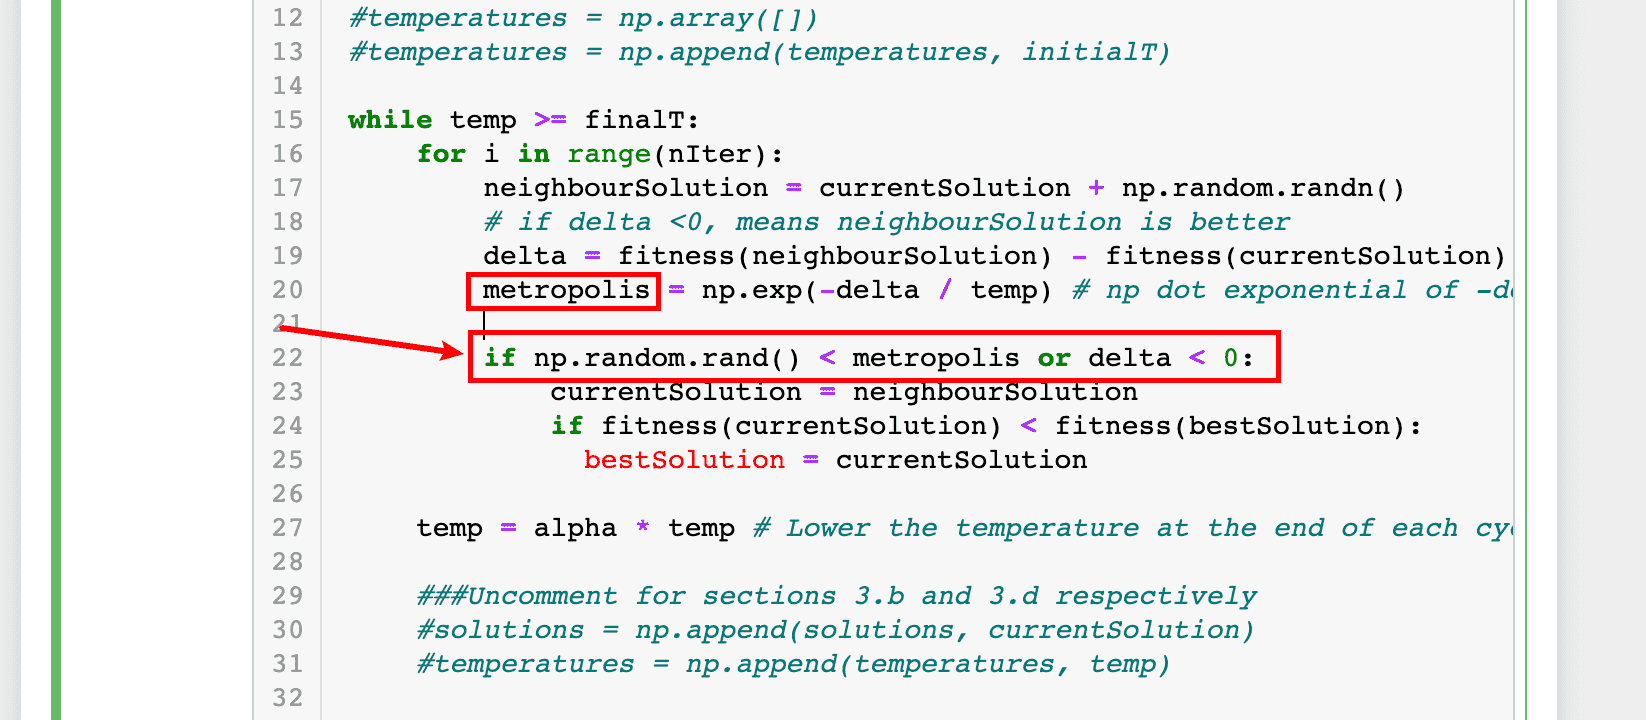 12 #temperatures = np.array([])
13 #temperatures = np.append(temperatures, initialT)
14
15 while temp >= finalT:
16 for i in range(nIter):
17 neighbourSolution = currentSolution + np.random.randn()
18 # if delta <0, means neighbourSolution is better
19 delta = fitness(neighbourSolution) - fitness(currentSolution)
20 metropolis = np.exp(-delta / temp) # np dot exponential of
21
22 if np.random.rand() < metropolis or delta < 0:
23 currentSolution = neighbourSolution
24 if fitness(currentSolution) < fitness(bestSolution):
25 bestSolution = currentSolution
26
27 temp = alpha * temp # Lower the temperature at the end of each
28
29 ###Uncomment for sections 3.b and 3.d respectively
30 #solutions = np.append(solutions, currentSolution)
31 #temperatures = np.append(temperatures, temp)
32